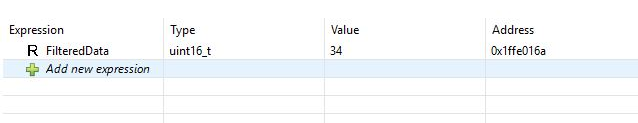 Expression Type Value Address
R FilteredData uint16_t 34 0x1ffe016a
Add new expression